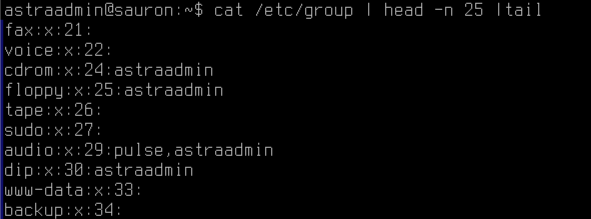 astraadmin@sauron:~$ cat /etc/group | head -n 25 |tail
fax:x:21:
voice:x:22:
cdrom:x:24:astraadmin
floppy:x:25:astraadmin
tape:x:26:
sudo:x:27:
audio:x:29:pulse,astraadmin
dip:x:30:astraadmin
www-data:x:33:
backup:x:34: